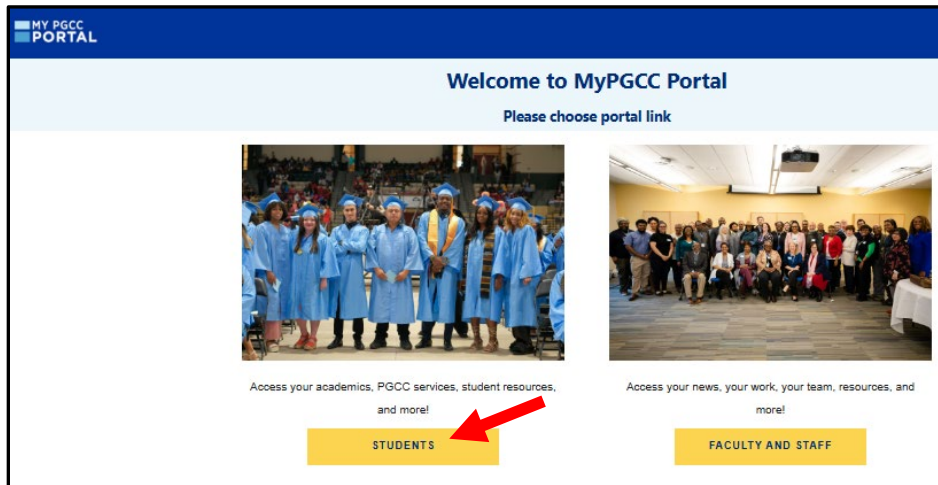 MY PGCC
PORTAL
Welcome to MyPGCC Portal
Please choose portal link
Access your academics, PGCC services, student resources,
and more!
STUDENTS
Access your news, your work, your team, resources, and
more!
FACULTY AND STAFF